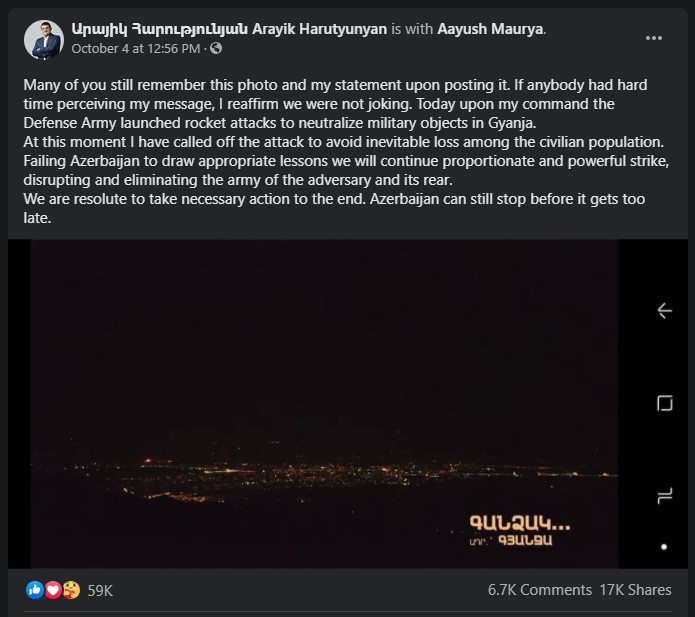 Արայիկ Հարությունյան Arayik Harutyunyan is with Aayush Maurya.
October 4 at 12:56 PM ·
Many of you still remember this photo and my statement upon posting it. If anybody had hard
time perceiving my message, I reaffirm we were not joking. Today upon my command the
Defense Army launched rocket attacks to neutralize military objects in Gyanja.
At this moment I have called off the attack to avoid inevitable loss among the civilian population.
Failing Azerbaijan to draw appropriate lessons we will continue proportionate and powerful strike,
disrupting and eliminating the army of the adversary and its rear.
We are resolute to take necessary action to the end. Azerbaijan can still stop before it gets too
late.
ԳԱՆՁԱԿ...
տր.՝ ԳՅԱՆՋԱ
59K
6.7K Comments 17K Shares